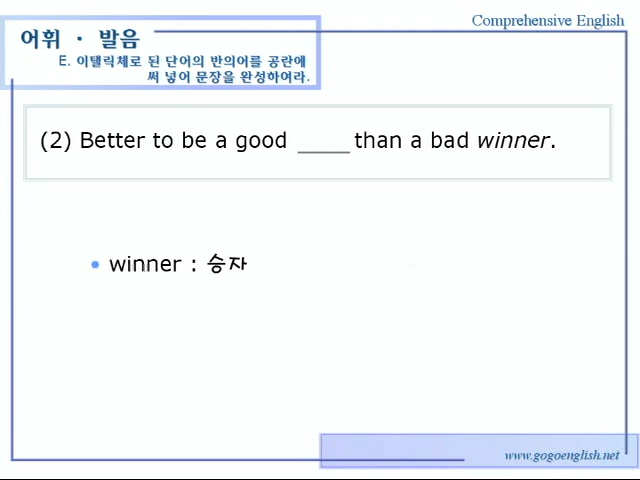 Comprehensive English
어휘 · 발음
E. 이탤릭체로 된 단어의 반의어를 공란에
써 넣어 문장을 완성하여라.
(2) Better to be a good ____ than a bad winner.
• winner : 승자
www.gogoenglish.net